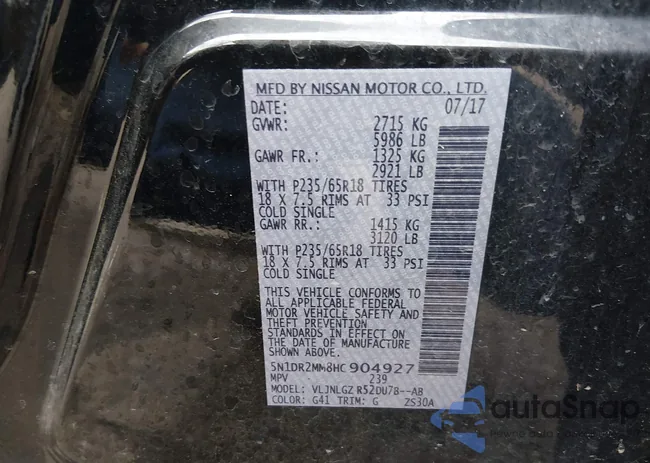 MFD BY NISSAN MOTOR CO., LTD.
DATE: 07/17
GVWR: 2715 KG
5986 LB
GAWR FR.: 1325 KG
2921 LB
WITH P235/65R18 TIRES
18 X 7.5 RIMS AT 33 PSI
COLD SINGLE
GAWR RR.: 1415 KG
3120 LB
WITH P235/65R18 TIRES
18 X 7.5 RIMS AT 33 PSI
COLD SINGLE
THIS VEHICLE CONFORMS TO
ALL APPLICABLE FEDERAL
MOTOR VEHICLE SAFETY AND
THEFT PREVENTION
STANDARDS IN EFFECT ON
THE DATE OF MANUFACTURE
SHOWN ABOVE.
5N1DR2MM8HC904927
MPV 239
MODEL: VLJNLGZ R520U78--AB
COLOR: G41 TRIM: G ZS30A
autoSnap